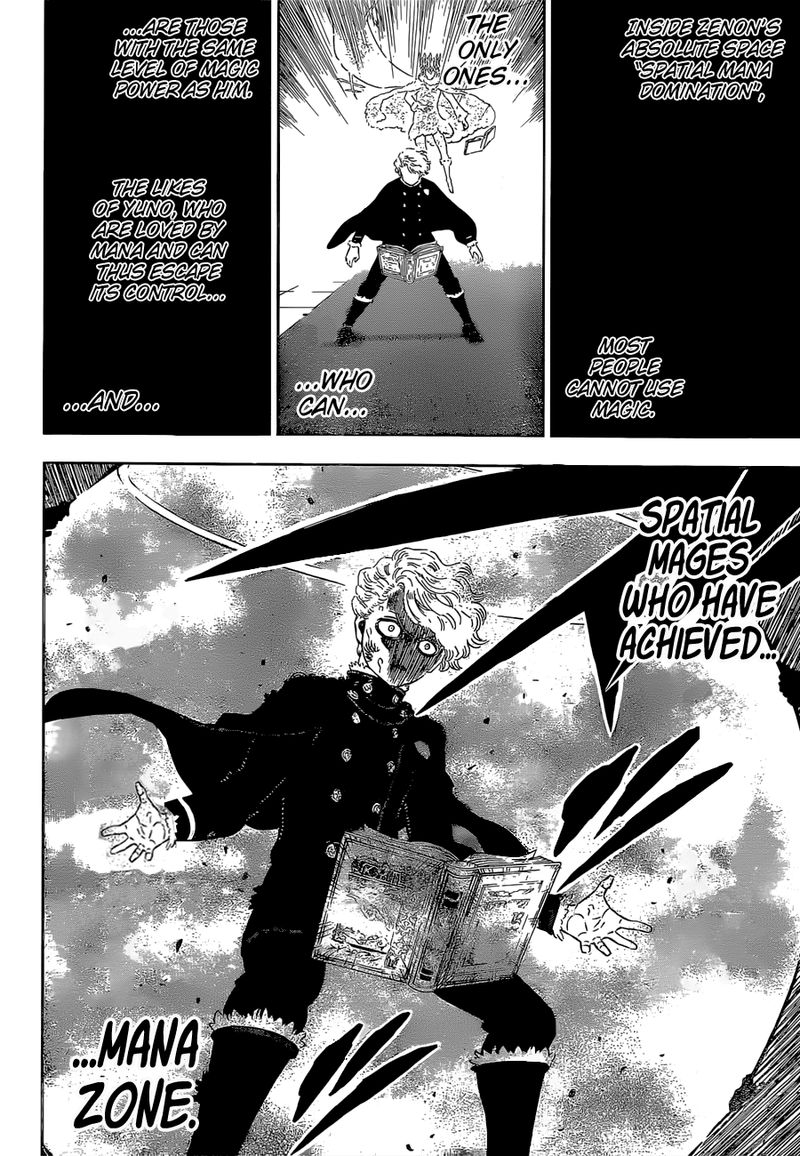 INSIDE ZENON'S
ABSOLUTE SPACE
"SPATIAL MANA
DOMINATION",
MOST
PEOPLE
CANNOT USE
MAGIC.
THE
ONLY
ONES...
...WHO
CAN...
...ARE THOSE
WITH THE SAME
LEVEL OF MAGIC
POWER AS HIM.
THE LIKES
OF YUNO, WHO
ARE LOVED BY
MANA AND CAN
THUS ESCAPE
ITS CONTROL...
...AND...
SPATIAL
MAGES
WHO HAVE
ACHIEVED...
...MANA
ZONE.